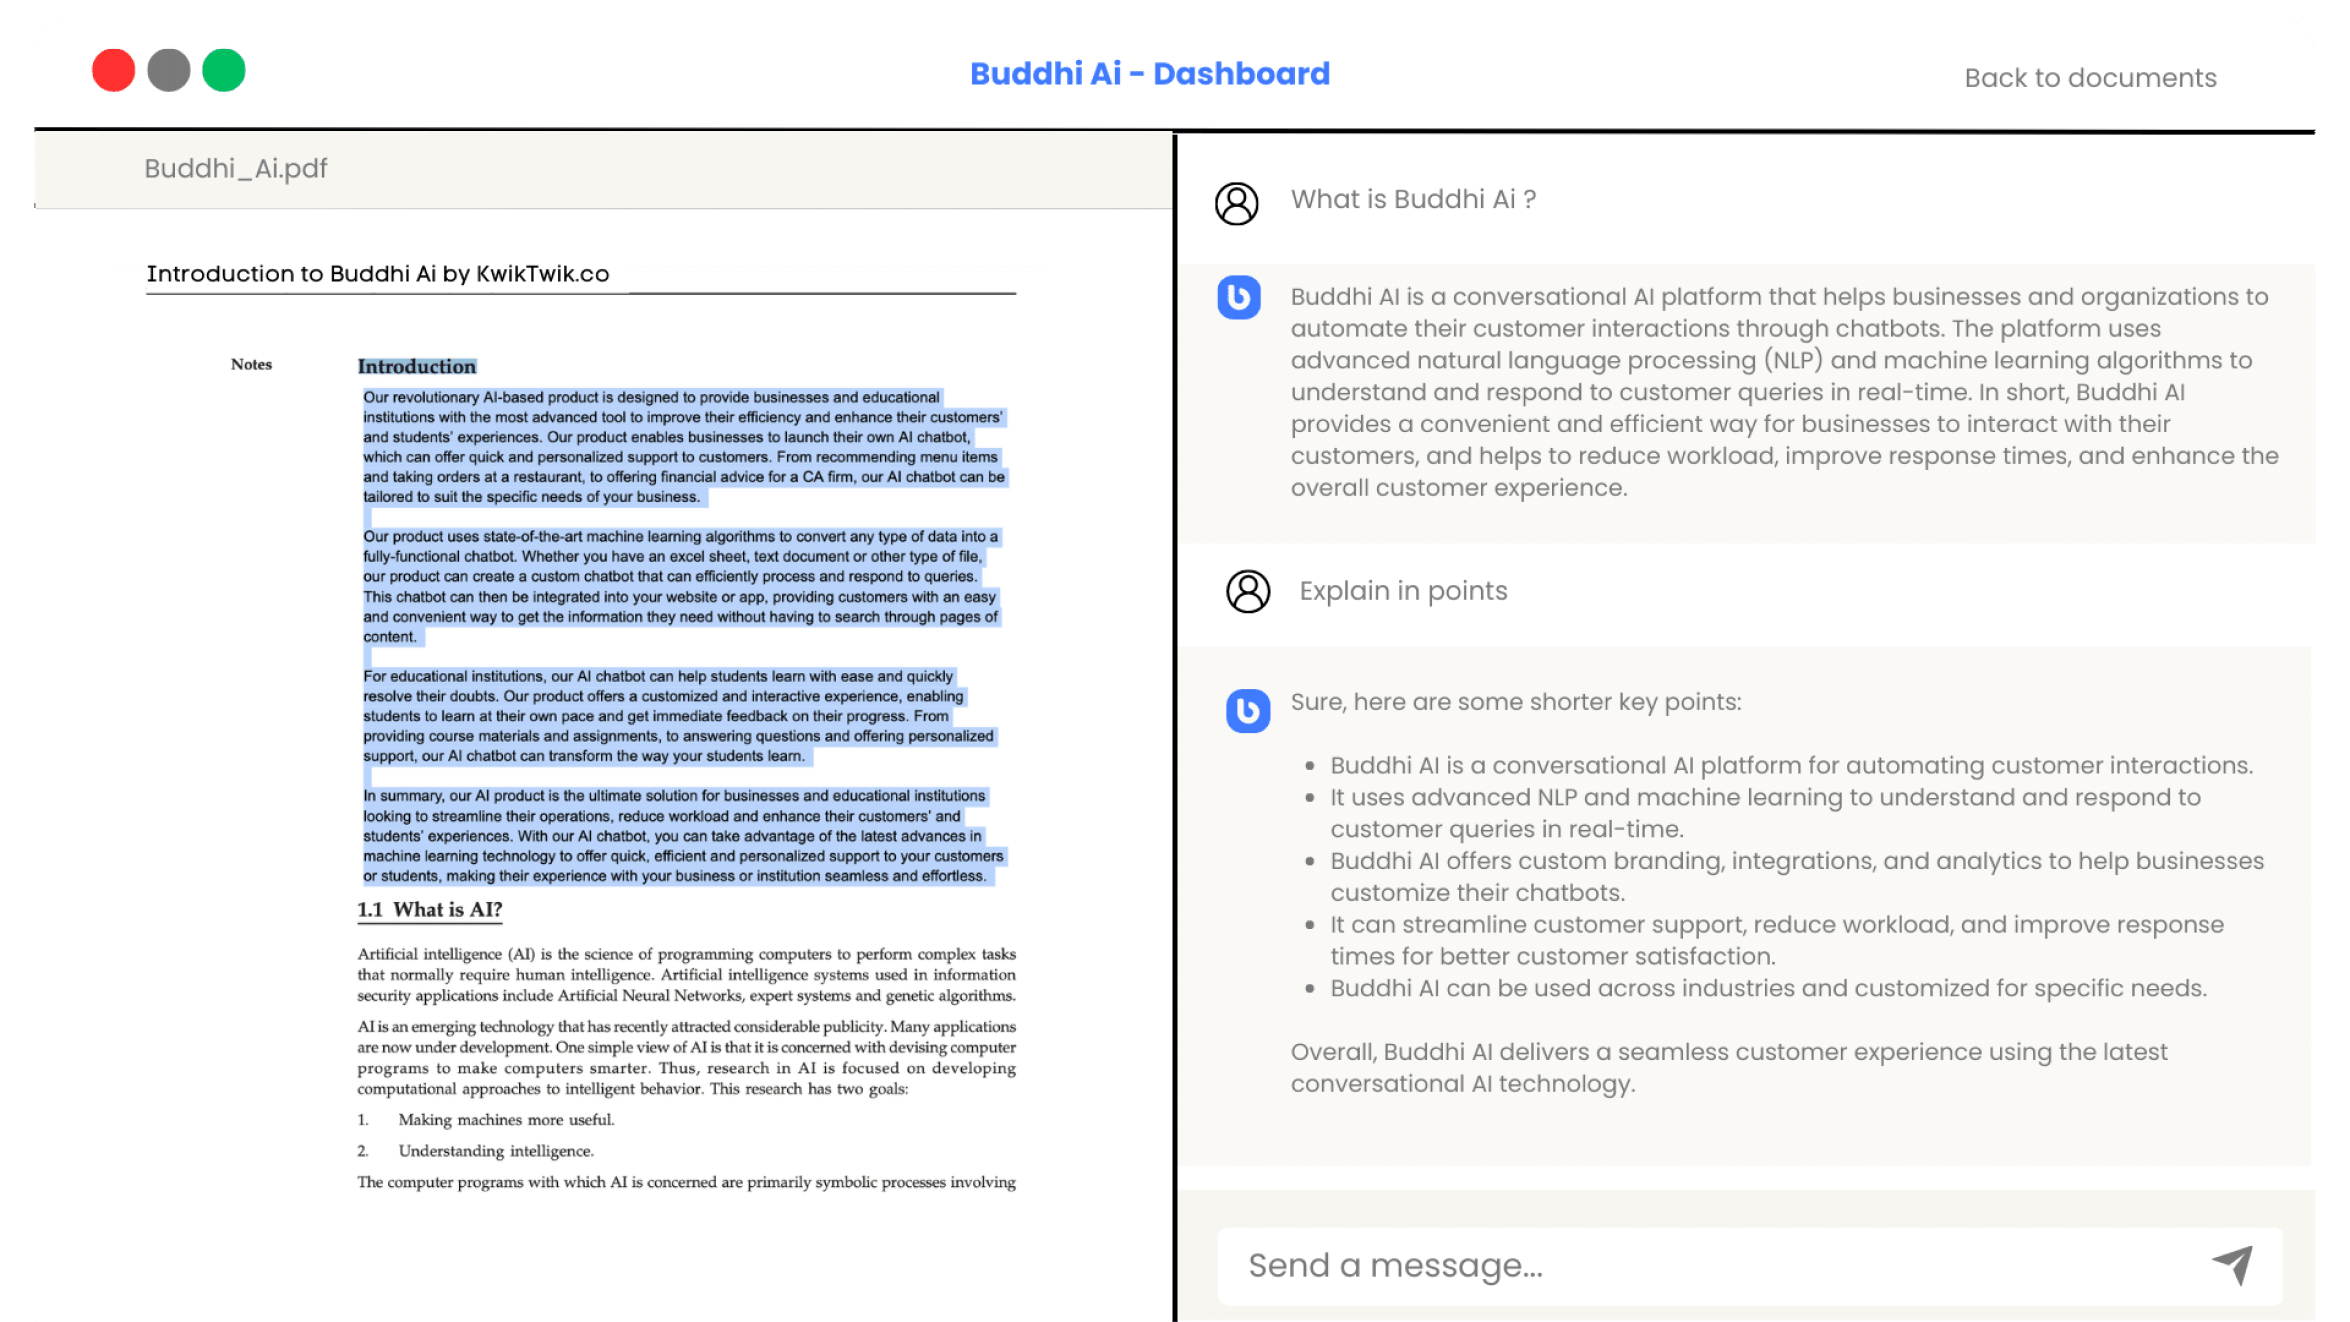 Buddhi Ai - Dashboard
Back to documents
Buddhi_Ai.pdf
Introduction to Buddhi Ai by KwikTwik.co
Notes
Introduction
Our revolutionary AI-based product is designed to provide businesses and educational
institutions with the most advanced tool to improve their efficiency and enhance their customers'
and students' experiences. Our product enables businesses to launch their own AI chatbot,
which can offer quick and personalized support to customers. From recommending menu items
and taking orders at a restaurant, to offering financial advice for a CA firm, our AI chatbot can be
tailored to suit the specific needs of your business.
Our product uses state-of-the-art machine learning algorithms to convert any type of data into a
fully-functional chatbot. Whether you have an excel sheet, text document or other type of file,
our product can create a custom chatbot that can efficiently process and respond to queries.
This chatbot can then be integrated into your website or app, providing customers with an easy
and convenient way to get the information they need without having to search through pages of
content.
For educational institutions, our AI chatbot can help students learn with ease and quickly
resolve their doubts. Our product offers a customized and interactive experience, enabling
students to learn at their own pace and get immediate feedback on their progress. From
providing course materials and assignments, to answering questions and offering personalized
support, our AI chatbot can transform the way your students learn.
In summary, our AI product is the ultimate solution for businesses and educational institutions
looking to streamline their operations, reduce workload and enhance their customers' and
students' experiences. With our AI chatbot, you can take advantage of the latest advances in
machine learning technology to offer quick, efficient and personalized support to your customers
or students, making their experience with your business or institution seamless and effortless.
1.1 What is AI?
Artificial intelligence (AI) is the science of programming computers to perform complex tasks
that normally require human intelligence. Artificial intelligence systems used in information
security applications include Artificial Neural Networks, expert systems and genetic algorithms.
AI is an emerging technology that has recently attracted considerable publicity. Many applications
are now under development. One simple view of AI is that it is concerned with devising computer
programs to make computers smarter. Thus, research in AI is focused on developing
computational approaches to intelligent behavior. This research has two goals:
1. Making machines more useful.
2. Understanding intelligence.
The computer programs with which AI is concerned are primarily symbolic processes involving
What is Buddhi Ai ?
Buddhi AI is a conversational AI platform that helps businesses and organizations to
automate their customer interactions through chatbots. The platform uses
advanced natural language processing (NLP) and machine learning algorithms to
understand and respond to customer queries in real-time. In short, Buddhi AI
provides a convenient and efficient way for businesses to interact with their
customers, and helps to reduce workload, improve response times, and enhance the
overall customer experience.
Explain in points
Sure, here are some shorter key points:
• Buddhi AI is a conversational AI platform for automating customer interactions.
• It uses advanced NLP and machine learning to understand and respond to
customer queries in real-time.
• Buddhi AI offers custom branding, integrations, and analytics to help businesses
customize their chatbots.
• It can streamline customer support, reduce workload, and improve response
times for better customer satisfaction.
• Buddhi AI can be used across industries and customized for specific needs.
Overall, Buddhi AI delivers a seamless customer experience using the latest
conversational AI technology.
Send a message...